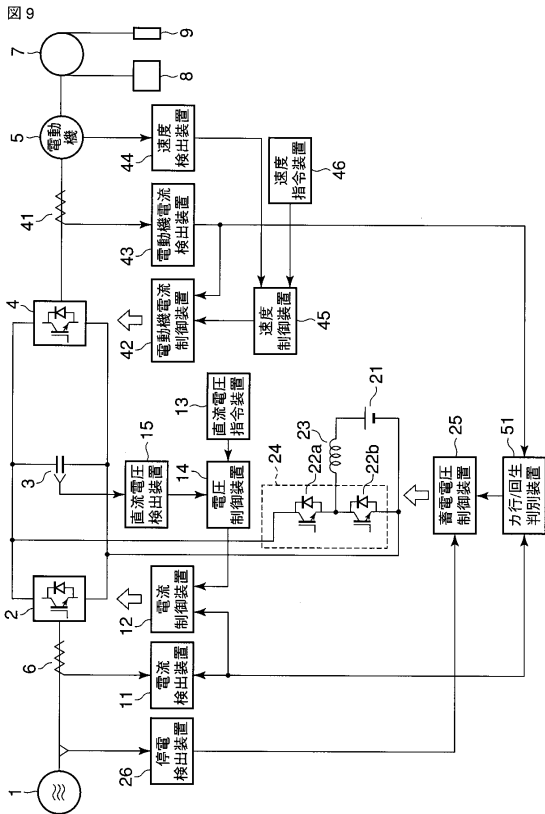 図9
9
7
8
5
電動機
44
速度
検出装置
速度
指令装置
46
41
43
電動機電流
検出装置
4
42
電動機電流
制御装置
速度
制御装置
45
13
直流電圧
指令装置
3
15
直流電圧
検出装置
14
電圧
制御装置
24
23
21
22a
22b
25
蓄電電圧
制御装置
51
力行/回生
判別装置
2
12
電流
制御装置
6
11
電流
検出装置
1
26
停電
検出装置